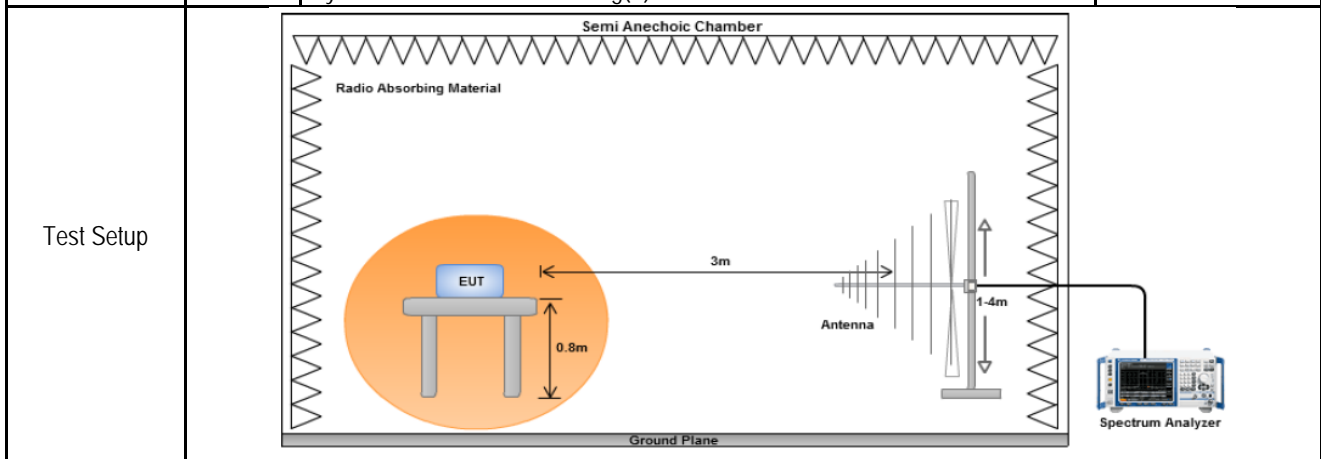 Semi Anechoic Chamber
Radio Absorbing Material
Test Setup
3m
EUT
1-4m
Antenna
0.8m
Spectrum Analyzer
Ground Plane